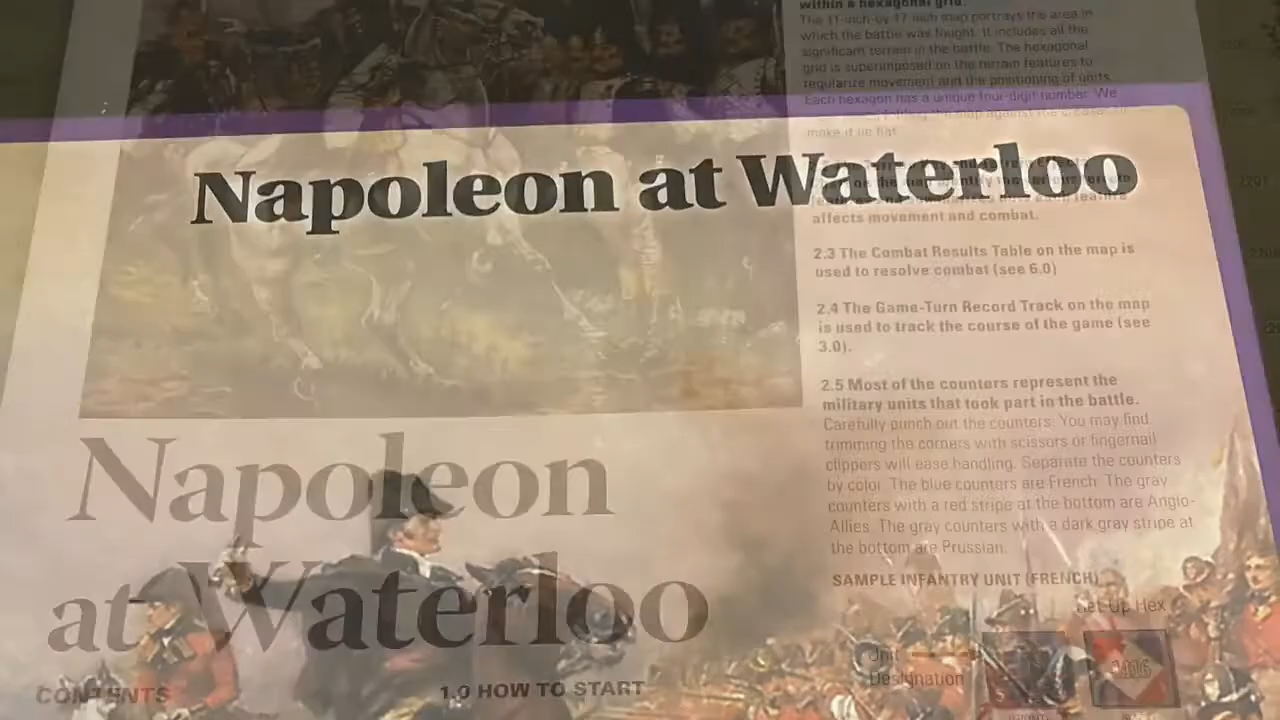 within a hexagonal grid.
The 11-inch-by-17-inch map portrays the area in
which the battle was fought. It includes all the
significant terrain in the battle. The hexagonal
grid is superimposed on the terrain features to
regularize movement and the positioning of units.
Each hexagon has a unique four-digit number. We
the map against the
make it lie flat.
Napoleon at Waterloo
affects movement and combat.
2.3 The Combat Results Table on the map is
used to resolve combat (see 6.0)
2.4 The Game-Turn Record Track on the map
is used to track the course of the game (see
3.0).
2.5 Most of the counters represent the
military units that took part in the battle.
Carefully punch out the counters. You may find
trimming the corners with scissors or fingernail
clippers will ease handling. Separate the counters
by color. The blue counters are French. The gray
counters with a red stripe at the bottom are Anglo-
Allies. The gray counters with a dark gray stripe at
the bottom are Prussian.
SAMPLE INFANTRY UNIT (FRENCH)
Set-Up Hex
Unit
Designation
Napoleon
at Waterloo
CONTENTS
1.0 HOW TO START